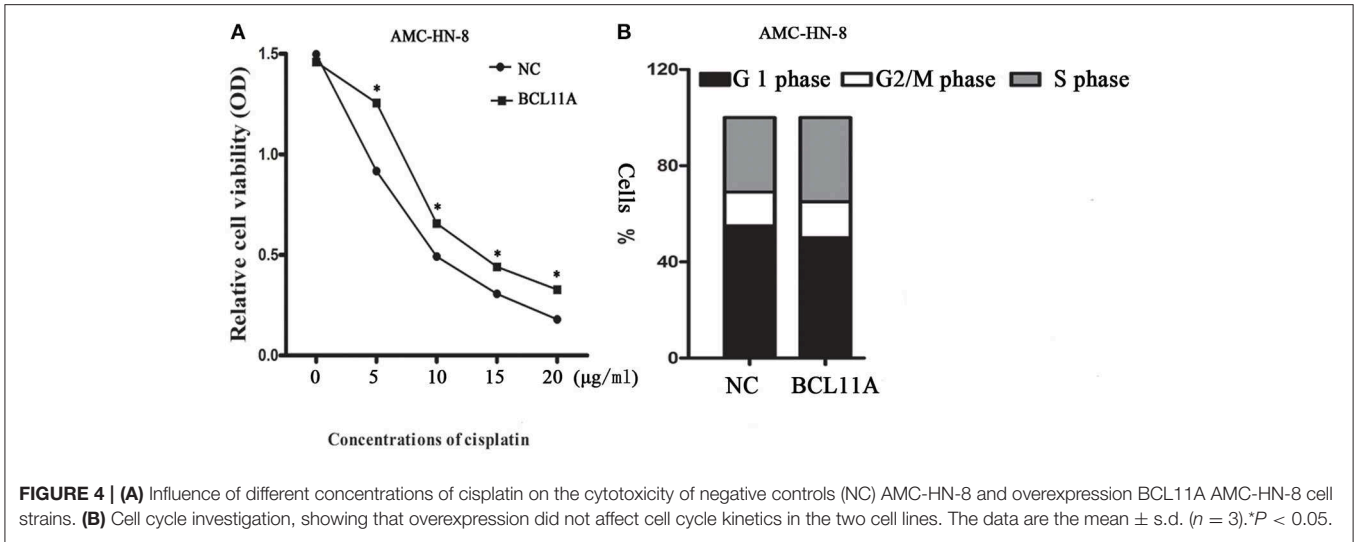 A
AMC-HN-8
Relative cell viability (OD)
1.5
1.0
0.5
0.0
NC
BCL11A
*
*
*
*
0 5 10 15 20 (μg/ml)
Concentrations of cisplatin
B
AMC-HN-8
G 1 phase G2/M phase S phase
Cells %
120
80
40
0
NC BCL11A
FIGURE 4 | (A) Influence of different concentrations of cisplatin on the cytotoxicity of negative controls (NC) AMC-HN-8 and overexpression BCL11A AMC-HN-8 cell
strains. (B) Cell cycle investigation, showing that overexpression did not affect cell cycle kinetics in the two cell lines. The data are the mean ± s.d. (n = 3).*P < 0.05.